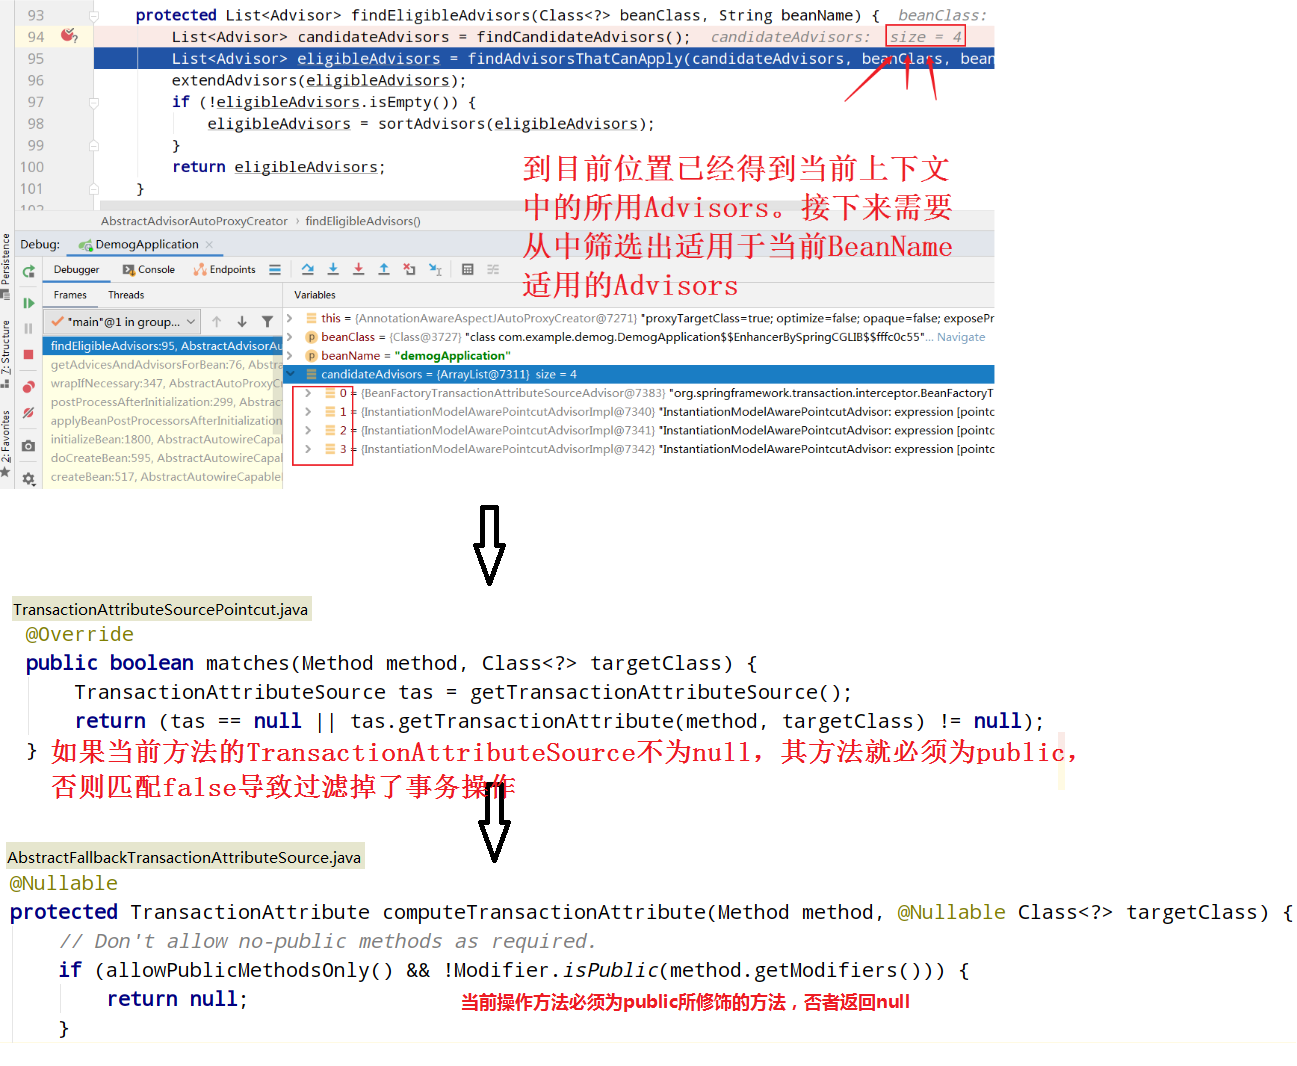 93 protected List<Advisor> findEligibleAdvisors(Class<?> beanClass, String beanName) { beanClass:
94 List<Advisor> candidateAdvisors = findCandidateAdvisors(); candidateAdvisors: size = 4
95 List<Advisor> eligibleAdvisors = findAdvisorsThatCanApply(candidateAdvisors, beanClass, bean
96 extendAdvisors(eligibleAdvisors);
97 if (!eligibleAdvisors.isEmpty()) {
98 eligibleAdvisors = sortAdvisors(eligibleAdvisors);
99 }
100 return eligibleAdvisors;
101 }
102
到目前位置已经得到当前上下文
中的所用Advisors。接下来需要
从中筛选出适用于当前BeanName
适用的Advisors
AbstractAdvisorAutoProxyCreator › findEligibleAdvisors()
Debug: DemogApplication ×
Debugger Console Endpoints
Frames Threads Variables
"main"@1 in group...
findEligibleAdvisors:95, AbstractAdvisorAu
getAdvicesAndAdvisorsForBean:76, Abstra
wrapIfNecessary:347, AbstractAutoProxyC
postProcessAfterInitialization:299, Abstrac
applyBeanPostProcessorsAfterInitialization
initializeBean:1800, AbstractAutowireCapal
doCreateBean:595, AbstractAutowireCapab
createBean:517, AbstractAutowireCapable
this = {AnnotationAwareAspectJAutoProxyCreator@7271} "proxyTargetClass=true; optimize=false; opaque=false; exposePr
beanClass = {Class@3727} "class com.example.demog.DemogApplication$$EnhancerBySpringCGLIB$$fffc0c55"... Navigate
beanName = "demogApplication"
candidateAdvisors = {ArrayList@7311} size = 4
0 = {BeanFactoryTransactionAttributeSourceAdvisor@7383} "org.springframework.transaction.interceptor.BeanFactoryT
1 = {InstantiationModelAwarePointcutAdvisorImpl@7340} "InstantiationModelAwarePointcutAdvisor: expression [pointc
2 = {InstantiationModelAwarePointcutAdvisorImpl@7341} "InstantiationModelAwarePointcutAdvisor: expression [pointc
3 = {InstantiationModelAwarePointcutAdvisorImpl@7342} "InstantiationModelAwarePointcutAdvisor: expression [pointc
Persistence
Z: Structure
2: Favorites
TransactionAttributeSourcePointcut.java
@Override
public boolean matches(Method method, Class<?> targetClass) {
TransactionAttributeSource tas = getTransactionAttributeSource();
return (tas == null || tas.getTransactionAttribute(method, targetClass) != null);
}
如果当前方法的TransactionAttributeSource不为null，其方法就必须为public，
否则匹配false导致过滤掉了事务操作
AbstractFallbackTransactionAttributeSource.java
@Nullable
protected TransactionAttribute computeTransactionAttribute(Method method, @Nullable Class<?> targetClass) {
// Don't allow no-public methods as required.
if (allowPublicMethodsOnly() && !Modifier.isPublic(method.getModifiers())) {
return null;
当前操作方法必须为public所修饰的方法，否者返回null
}